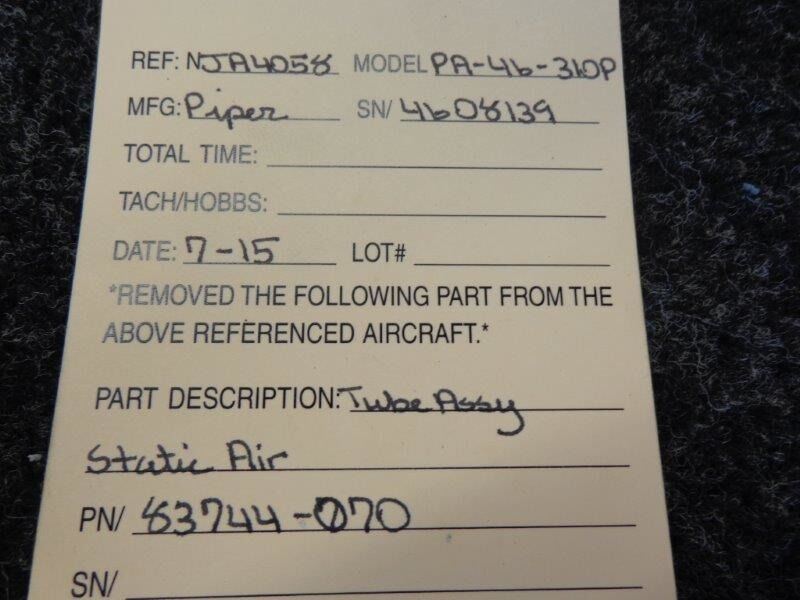 REF: NJA4058 MODEL PA-46-310P
MFG: Piper SN/ 4608139
TOTAL TIME:
TACH/HOBBS:
DATE: 7-15 LOT#
*REMOVED THE FOLLOWING PART FROM THE
ABOVE REFERENCED AIRCRAFT.*
PART DESCRIPTION: Tube Assy
Static Air
PN/ 83744-070
SN/